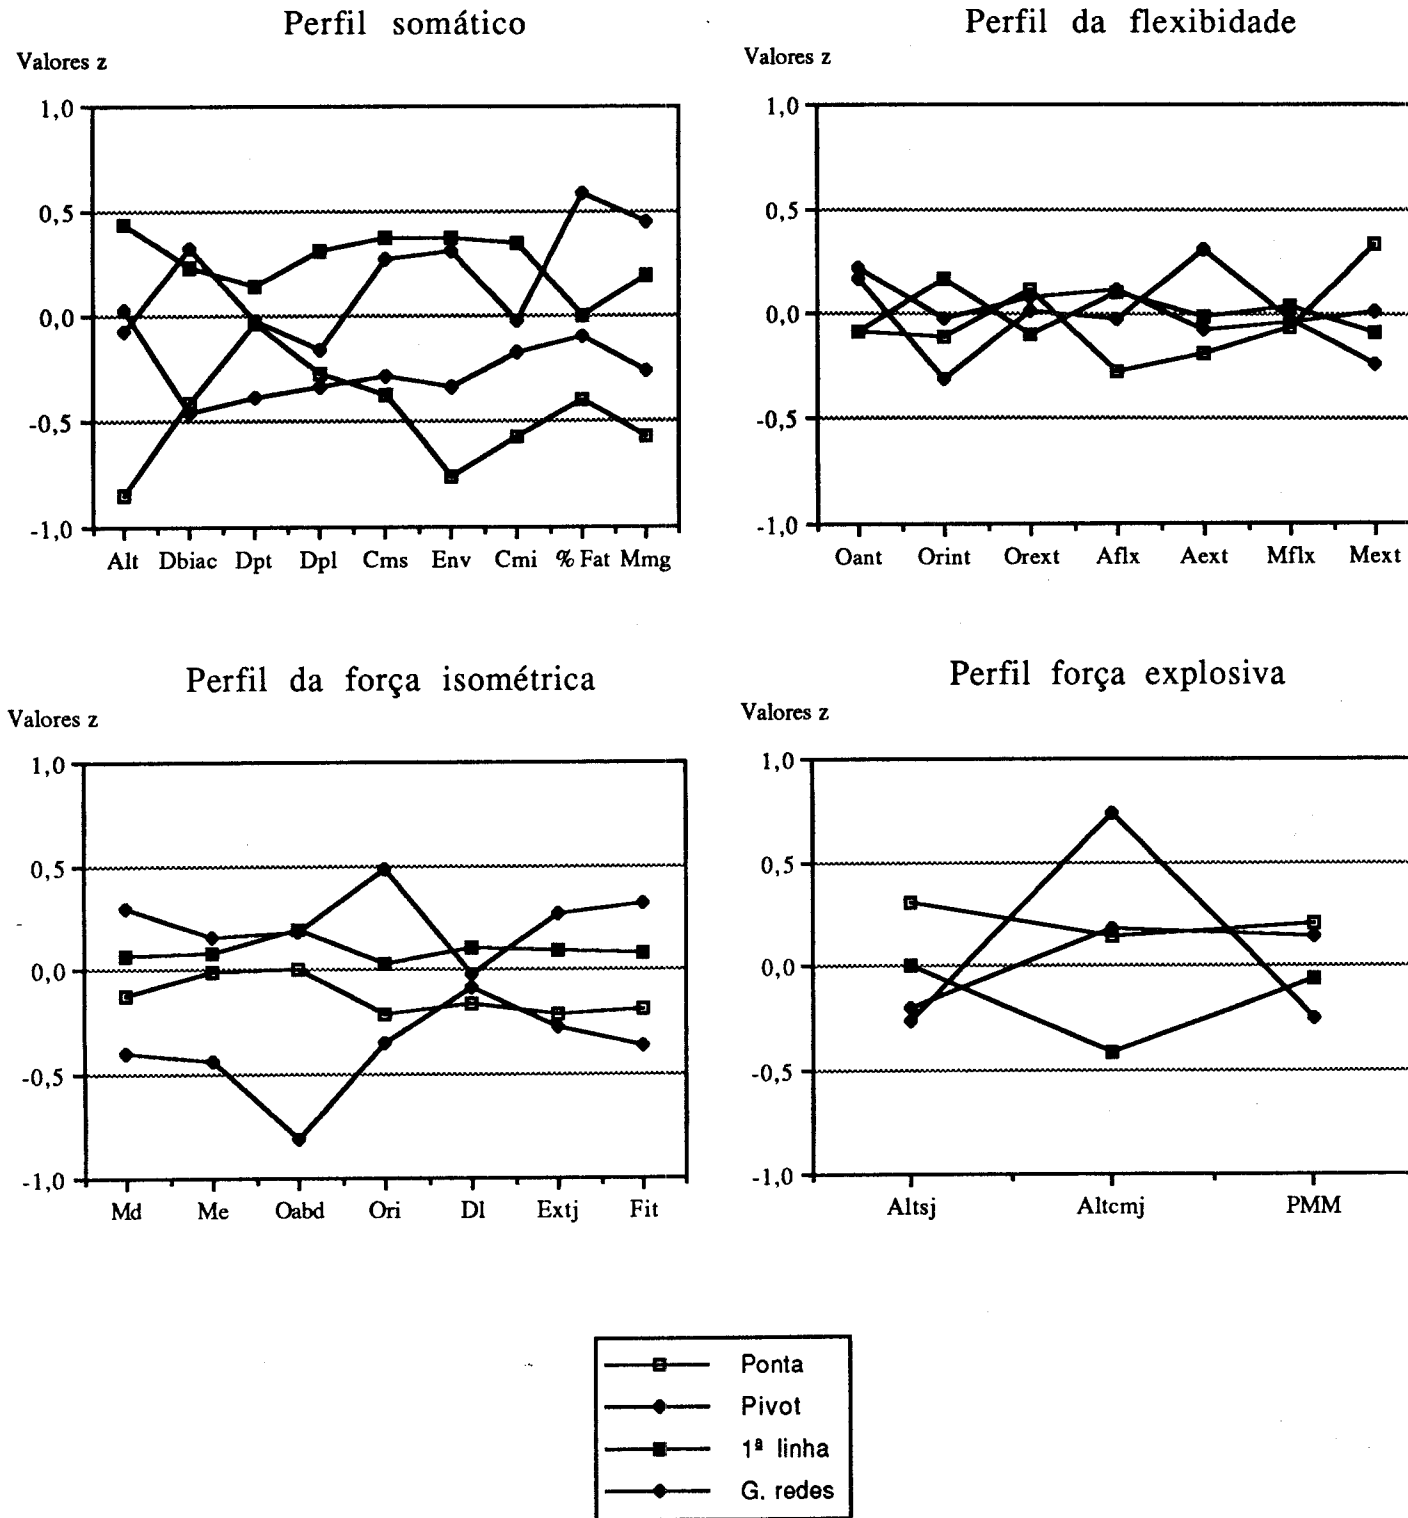 Perfil somático
Valores z
1,0
0,5
0,0
-0,5
-1,0
Alt Dbiac Dpt Dpl Cms Env Cmi % Fat Mmg
Perfil da flexibidade
Valores z
1,0
0,5
0,0
-0,5
-1,0
Oant Orint Orext Aflx Aext Mflx Mext
Perfil da força isométrica
Valores z
1,0
0,5
0,0
-0,5
-1,0
Md Me Oabd Ori Dl Extj Fit
Perfil força explosiva
Valores z
1,0
0,5
0,0
-0,5
-1,0
Altsj Altcmj PMM
Ponta
Pivot
1ª linha
G. redes